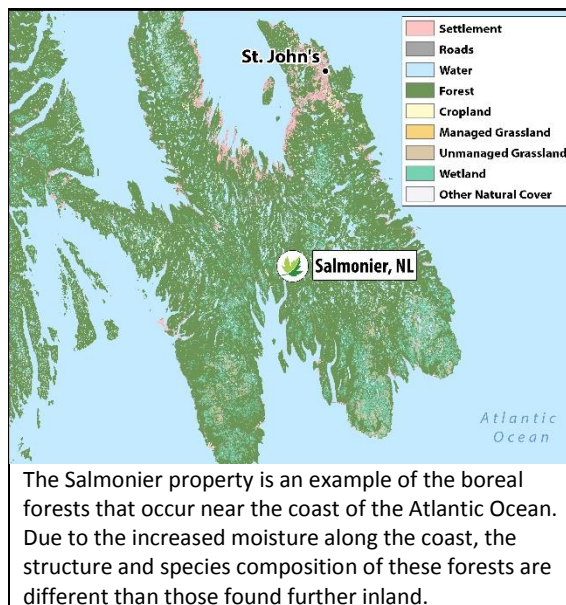 Settlement
Roads
Water
Forest
Cropland
Managed Grassland
Unmanaged Grassland
Wetland
Other Natural Cover
St. John's
Salmonier, NL
Atlantic
Ocean
The Salmonier property is an example of the boreal
forests that occur near the coast of the Atlantic Ocean.
Due to the increased moisture along the coast, the
structure and species composition of these forests are
different than those found further inland.